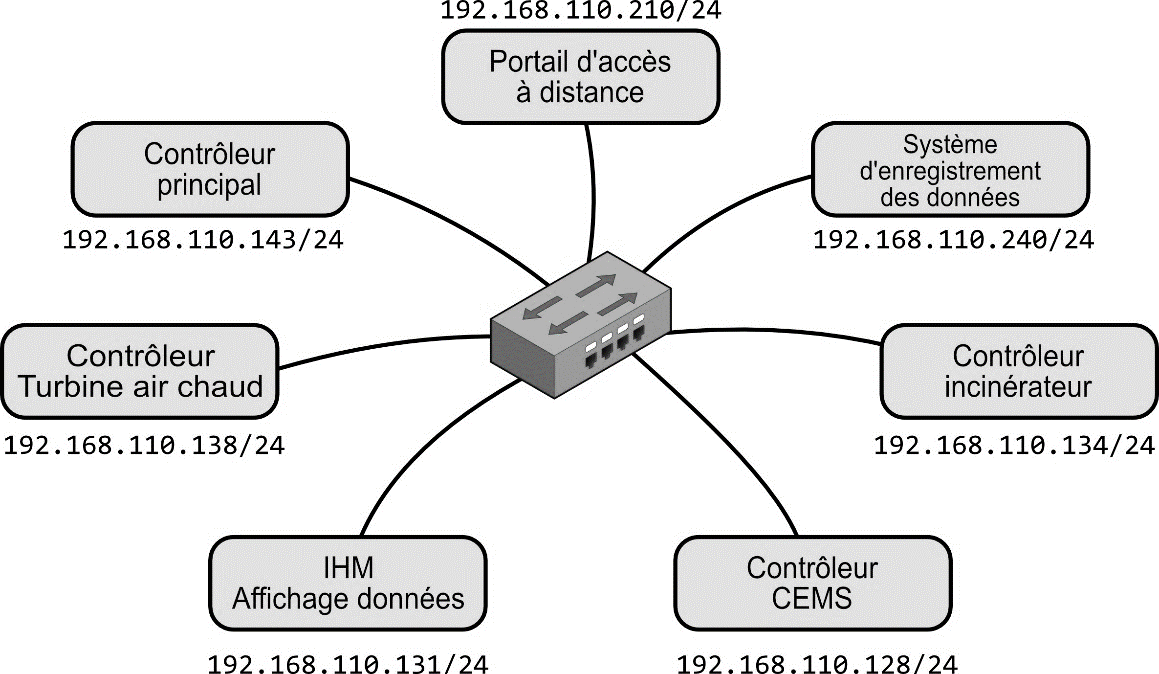 192.168.110.210/24
Portail d'accès
à distance
Contrôleur
principal
192.168.110.143/24
Système
d'enregistrement
des données
192.168.110.240/24
Contrôleur
Turbine air chaud
192.168.110.138/24
Contrôleur
incinérateur
192.168.110.134/24
IHM
Affichage données
192.168.110.131/24
Contrôleur
CEMS
192.168.110.128/24